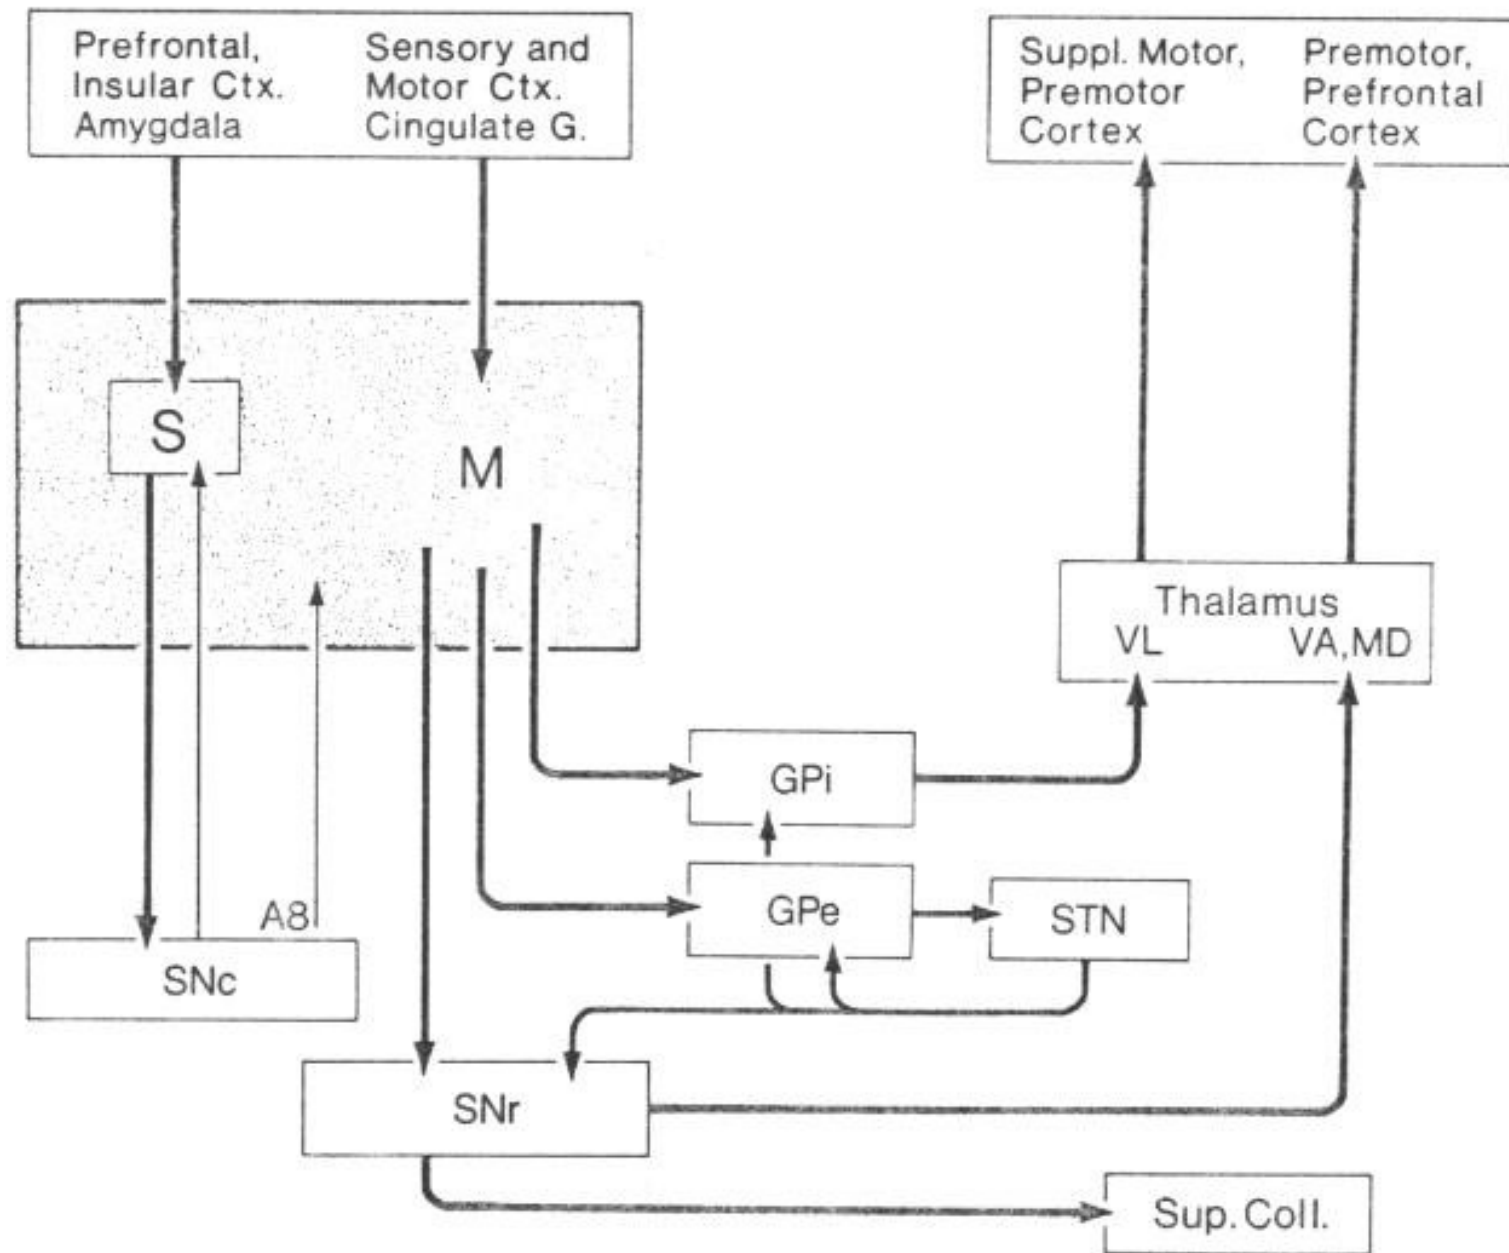 Prefrontal,
Insular Ctx.
Amygdala
Sensory and
Motor Ctx.
Cingulate G.
Suppl. Motor,
Premotor
Cortex
Premotor,
Prefrontal
Cortex
S
M
Thalamus
VL
VA,MD
GPi
GPe
STN
A8
SNc
SNr
Sup. Coll.